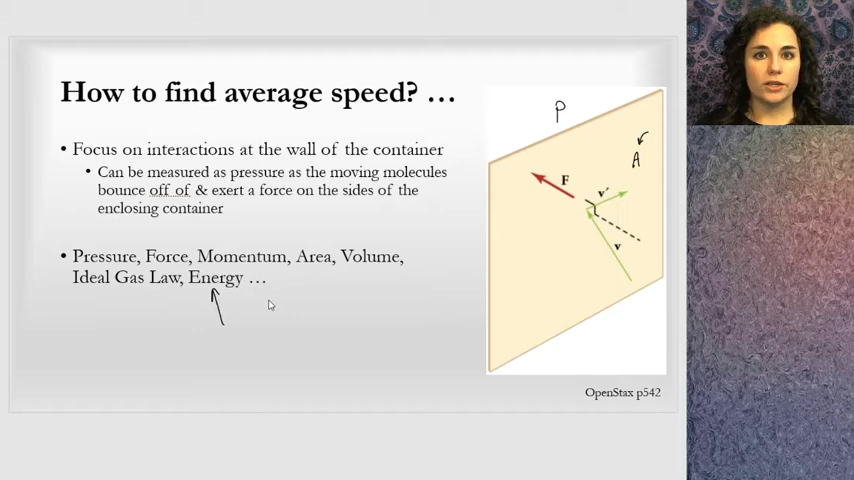 How to find average speed? …
• Focus on interactions at the wall of the container
• Can be measured as pressure as the moving molecules
bounce off of & exert a force on the sides of the
enclosing container
• Pressure, Force, Momentum, Area, Volume,
Ideal Gas Law, Energy …
P
A
F
v′
v
OpenStax p542